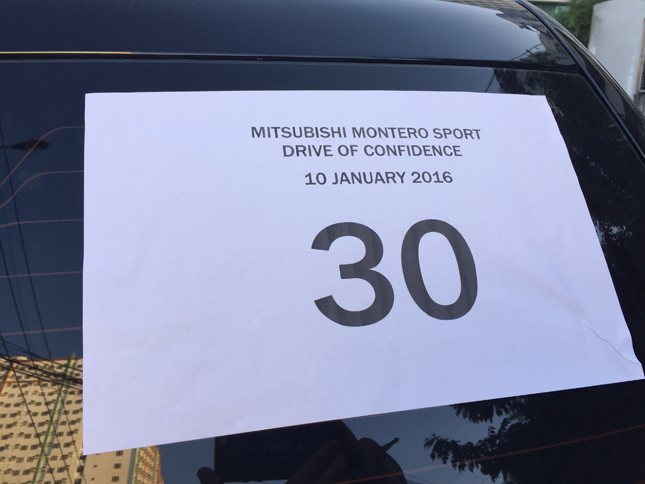 MITSUBISHI MONTERO SPORT
DRIVE OF CONFIDENCE
10 JANUARY 2016
30